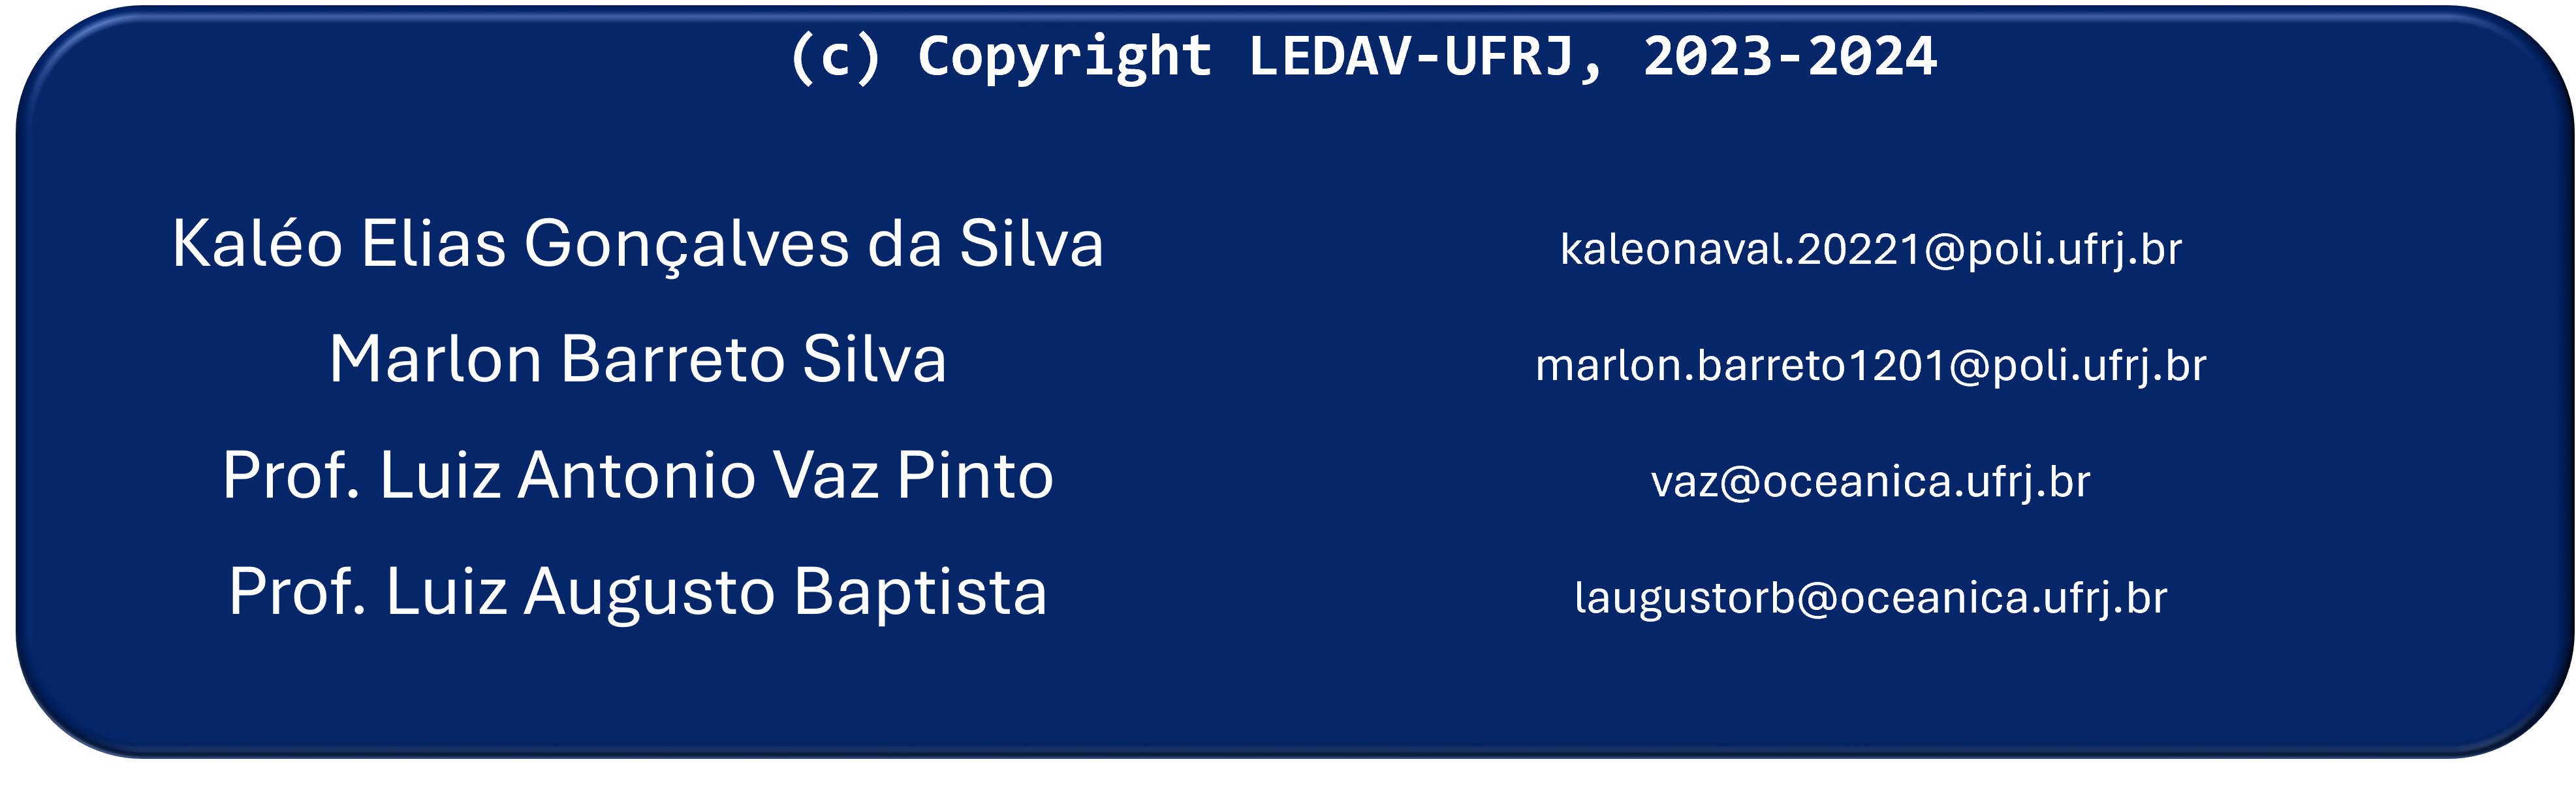 (c) Copyright LEDAV-UFRJ, 2023-2024
Kaléo Elias Gonçalves da Silva kaleonaval.20221@poli.ufrj.br
Marlon Barreto Silva marlon.barreto1201@poli.ufrj.br
Prof. Luiz Antonio Vaz Pinto vaz@oceanica.ufrj.br
Prof. Luiz Augusto Baptista laugustorb@oceanica.ufrj.br